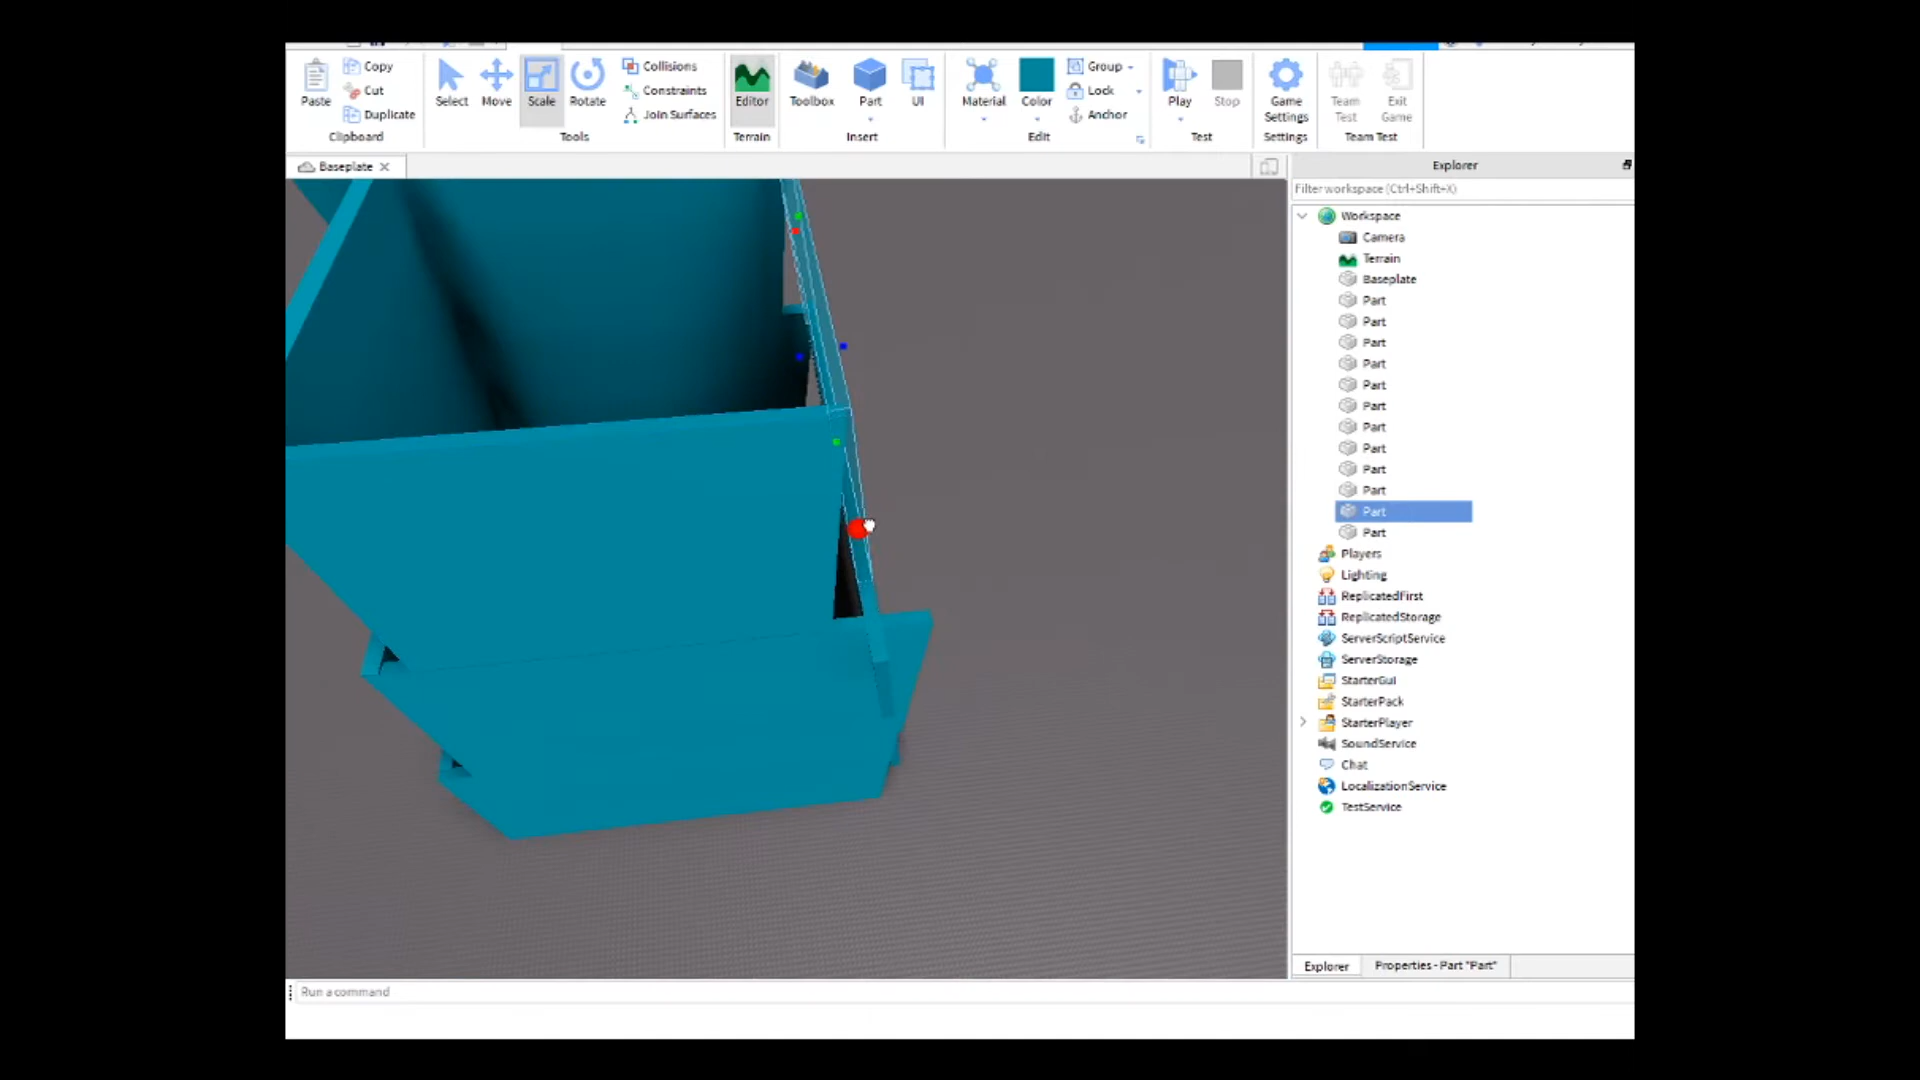 Paste
Copy
Cut
Duplicate
Clipboard
Select
Move
Scale
Rotate
Collisions
Constraints
Join Surfaces
Tools
Editor
Terrain
Toolbox
Part
UI
Insert
Material
Color
Group
Lock
Anchor
Edit
Play
Stop
Test
Game Settings
Settings
Team Test
Exit Game
Team Test
Baseplate
Explorer
Filter workspace (Ctrl+Shift+X)
Workspace
Camera
Terrain
Baseplate
Part
Part
Part
Part
Part
Part
Part
Part
Part
Part
Part
Part
Players
Lighting
ReplicatedFirst
ReplicatedStorage
ServerScriptService
ServerStorage
StarterGui
StarterPack
StarterPlayer
SoundService
Chat
LocalizationService
TestService
Explorer
Properties - Part "Part"
Run a command